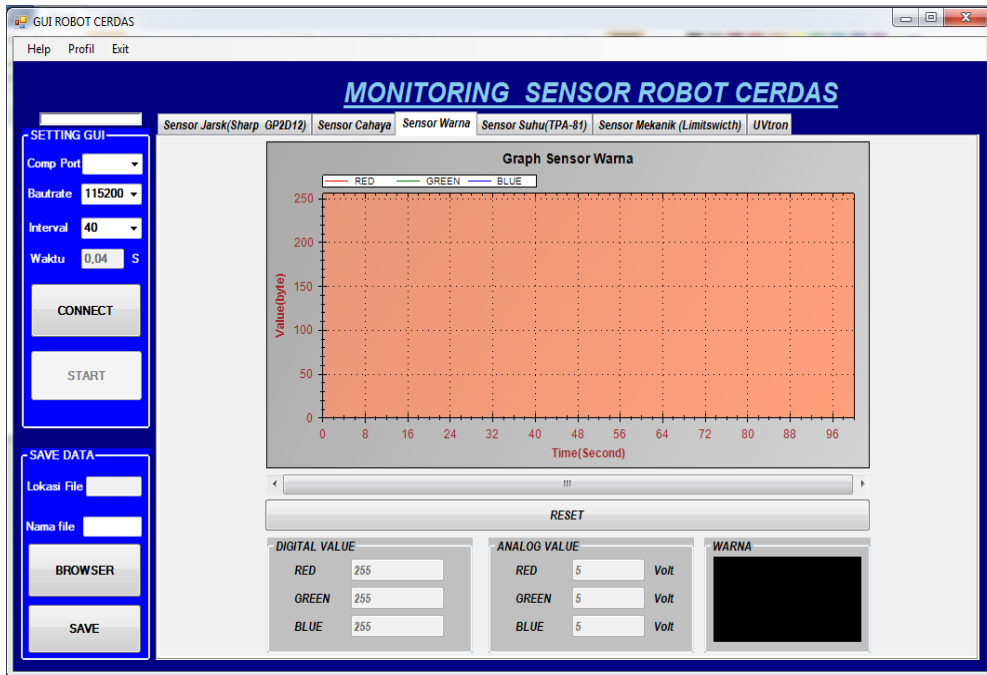 GUI ROBOT CERDAS
Help Profil Exit
MONITORING SENSOR ROBOT CERDAS
Sensor Jarsk(Sharp GP2D12) Sensor Cahaya Sensor Warna Sensor Suhu(TPA-81) Sensor Mekanik (Limitswicth) UVtron
SETTING GUI
Comp Port
Bautrate 115200
Interval 40
Waktu 0,04 S
CONNECT
START
SAVE DATA
Lokasi File
Nama file
BROWSER
SAVE
Graph Sensor Warna
RED GREEN BLUE
Value(byte)
250
200
150
100
50
0
0 8 16 24 32 40 48 56 64 72 80 88 96
Time(Second)
RESET
DIGITAL VALUE
RED 255
GREEN 255
BLUE 255
ANALOG VALUE
RED 5 Volt
GREEN 5 Volt
BLUE 5 Volt
WARNA